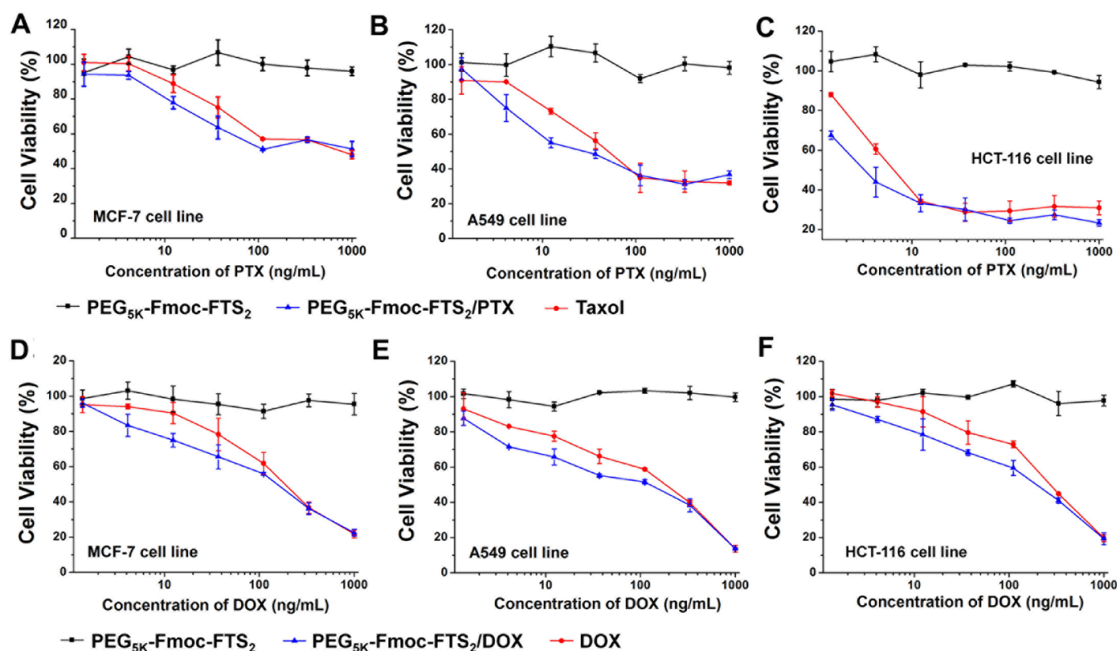 A
Cell Viability (%)
120
100
80
60
40
20
0
MCF-7 cell line
10 100 1000
Concentration of PTX (ng/mL)
B
Cell Viability (%)
120
100
80
60
40
20
0
A549 cell line
10 100 1000
Concentration of PTX (ng/mL)
C
Cell Viability (%)
120
100
80
60
40
20
HCT-116 cell line
10 100 1000
Concentration of PTX (ng/mL)
PEG5K-Fmoc-FTS2 PEG5K-Fmoc-FTS2/PTX Taxol
D
Cell Viability (%)
20
100
80
60
40
20
0
MCF-7 cell line
10 100 1000
Concentration of DOX (ng/mL)
E
Cell Viability (%)
120
100
80
60
40
20
0
A549 cell line
10 100 1000
Concentration of DOX (ng/mL)
F
Cell Viability (%)
120
100
80
60
40
20
0
HCT-116 cell line
10 100 1000
Concentration of DOX (ng/mL)
PEG5K-Fmoc-FTS2 PEG5K-Fmoc-FTS2/DOX DOX